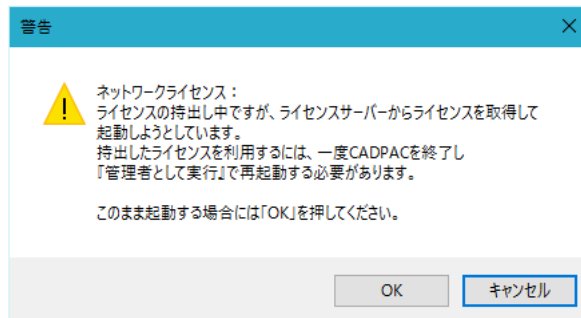 警告
ネットワークライセンス：
ライセンスの持出し中ですが、ライセンスサーバーからライセンスを取得して
起動しようとしています。
持出したライセンスを利用するには、一度CADPACを終了し
『管理者として実行』で再起動する必要があります。
このまま起動する場合には「OK」を押してください。
OK
キャンセル